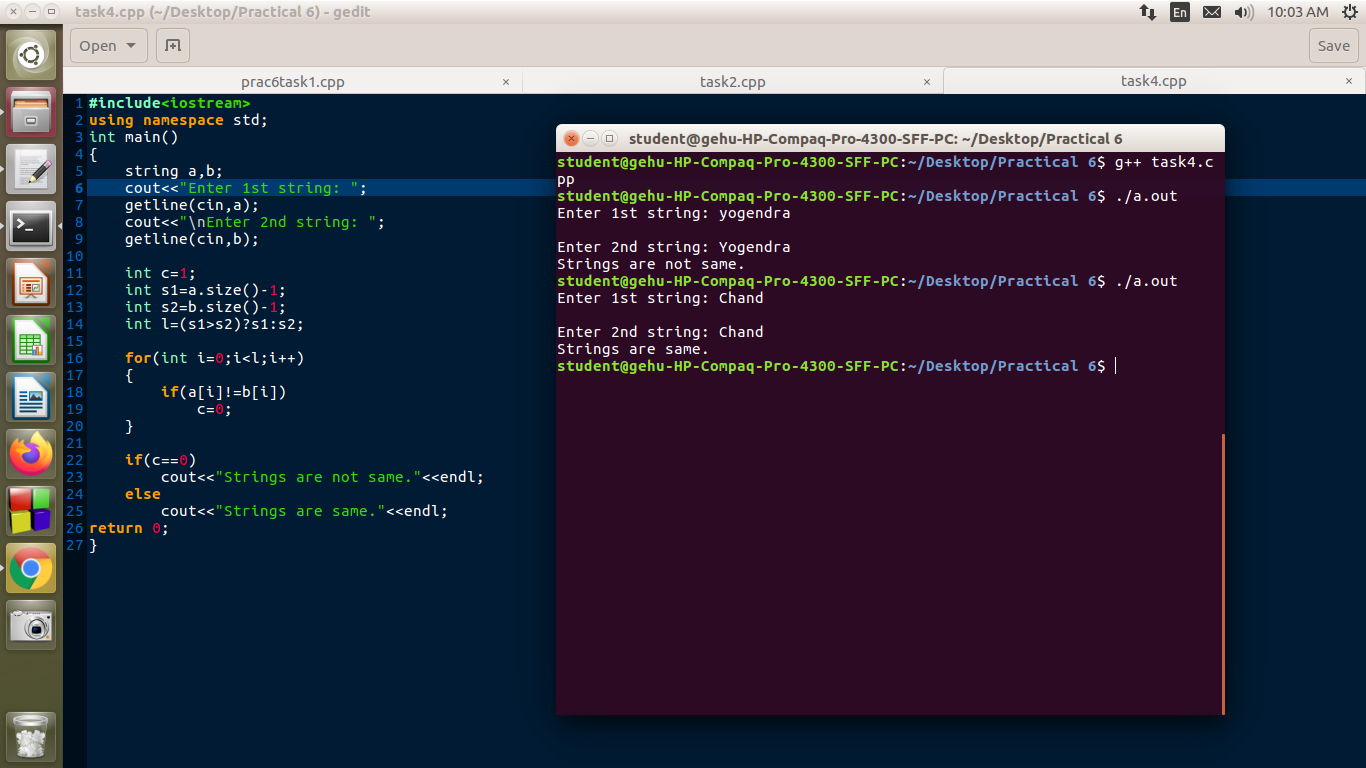 task4.cpp (~/Desktop/Practical 6) - gedit
En
10:03 AM
Open
Save
prac6task1.cpp ×
task2.cpp ×
task4.cpp ×
1 #include<iostream>
2 using namespace std;
3 int main()
4 {
5     string a,b;
6     cout<<"Enter 1st string: ";
7     getline(cin,a);
8     cout<<"\nEnter 2nd string: ";
9     getline(cin,b);
10
11     int c=1;
12     int s1=a.size()-1;
13     int s2=b.size()-1;
14     int l=(s1>s2)?s1:s2;
15
16     for(int i=0;i<l;i++)
17     {
18         if(a[i]!=b[i])
19             c=0;
20     }
21
22     if(c==0)
23         cout<<"Strings are not same."<<endl;
24     else
25         cout<<"Strings are same."<<endl;
26 return 0;
27 }
student@gehu-HP-Compaq-Pro-4300-SFF-PC: ~/Desktop/Practical 6
student@gehu-HP-Compaq-Pro-4300-SFF-PC:~/Desktop/Practical 6$ g++ task4.c
pp
student@gehu-HP-Compaq-Pro-4300-SFF-PC:~/Desktop/Practical 6$ ./a.out
Enter 1st string: yogendra
Enter 2nd string: Yogendra
Strings are not same.
student@gehu-HP-Compaq-Pro-4300-SFF-PC:~/Desktop/Practical 6$ ./a.out
Enter 1st string: Chand
Enter 2nd string: Chand
Strings are same.
student@gehu-HP-Compaq-Pro-4300-SFF-PC:~/Desktop/Practical 6$